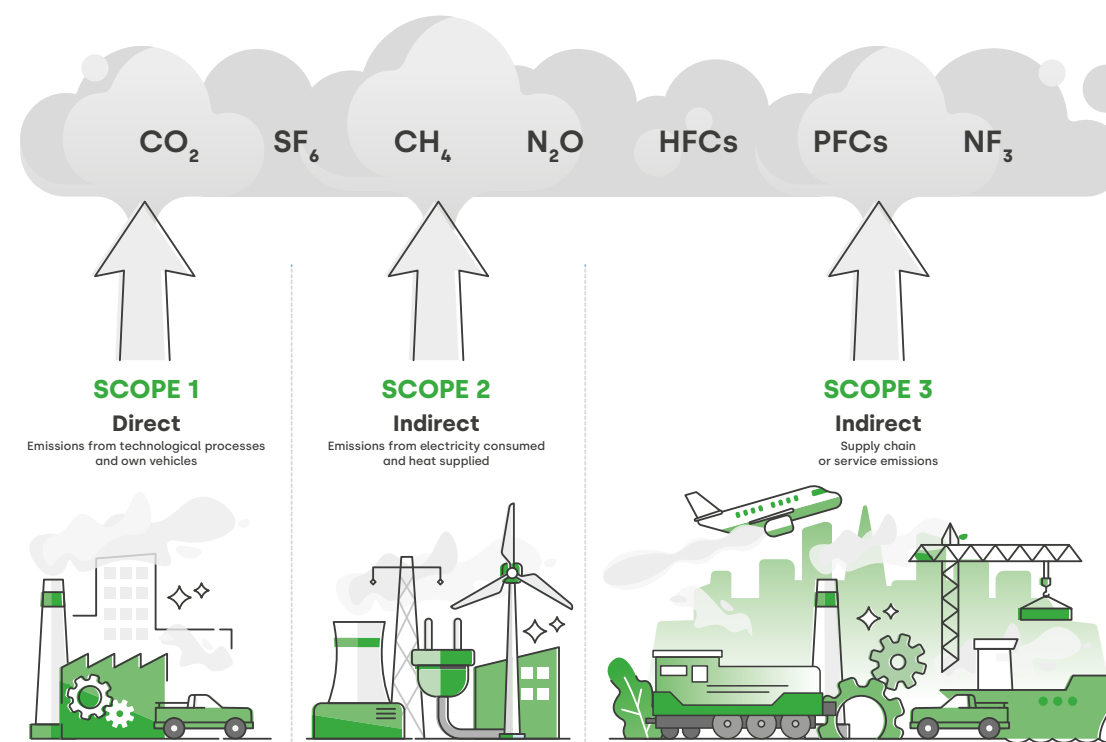 CO₂ SF₆ CH₄ N₂O HFCs PFCs NF₃
SCOPE 1
Direct
Emissions from technological processes
and own vehicles
SCOPE 2
Indirect
Emissions from electricity consumed
and heat supplied
SCOPE 3
Indirect
Supply chain
or service emissions